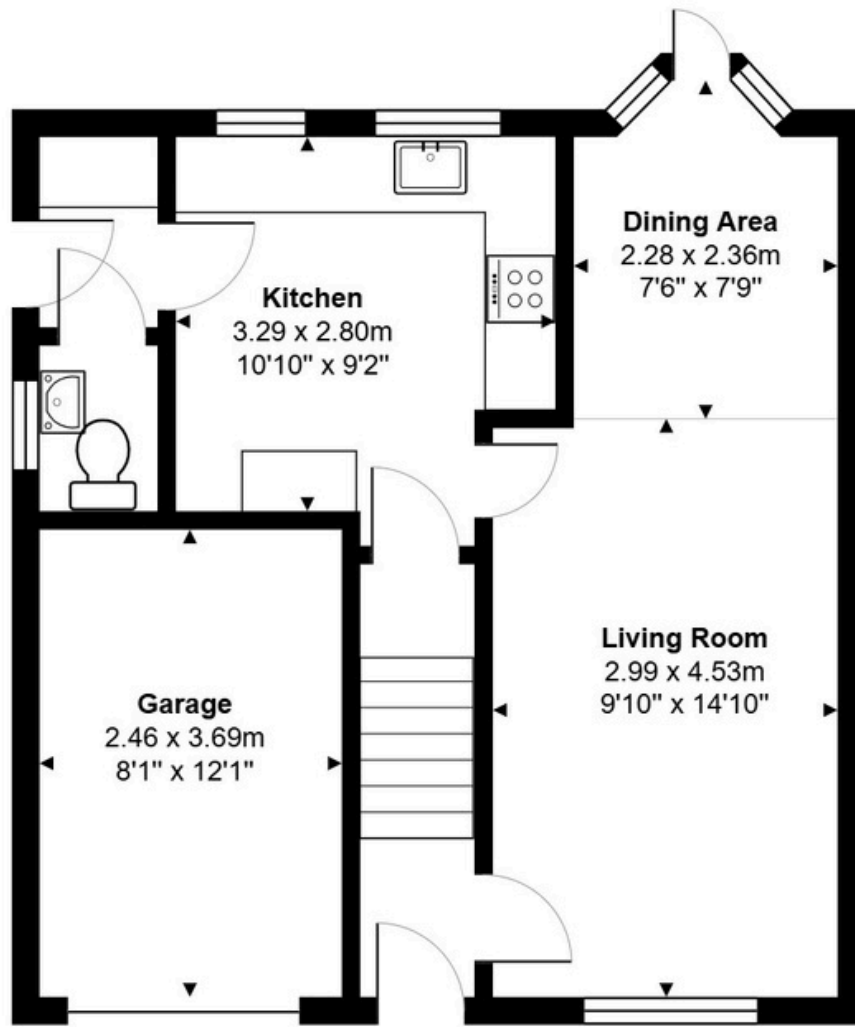 Dining Area
2.28 x 2.36m
7'6" x 7'9"
Kitchen
3.29 x 2.80m
10'10" x 9'2"
Living Room
2.99 x 4.53m
9'10" x 14'10"
Garage
2.46 x 3.69m
8'1" x 12'1"